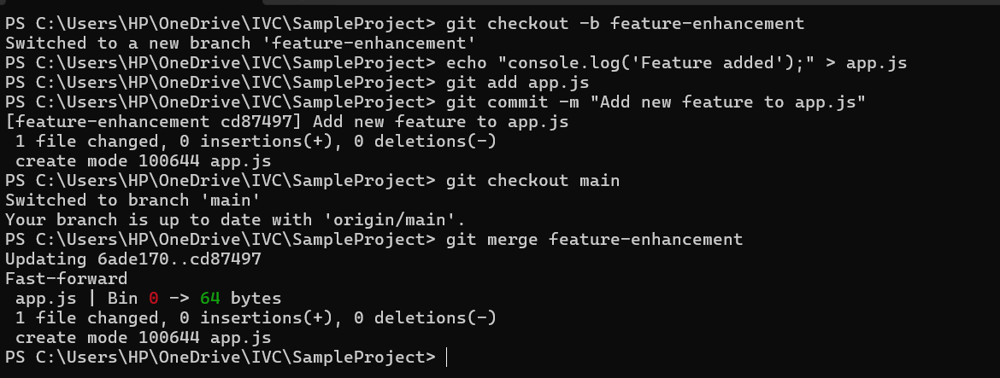 PS C:\Users\HP\OneDrive\IVC\SampleProject> git checkout -b feature-enhancement
Switched to a new branch 'feature-enhancement'
PS C:\Users\HP\OneDrive\IVC\SampleProject> echo "console.log('Feature added');" > app.js
PS C:\Users\HP\OneDrive\IVC\SampleProject> git add app.js
PS C:\Users\HP\OneDrive\IVC\SampleProject> git commit -m "Add new feature to app.js"
[feature-enhancement cd87497] Add new feature to app.js
 1 file changed, 0 insertions(+), 0 deletions(-)
 create mode 100644 app.js
PS C:\Users\HP\OneDrive\IVC\SampleProject> git checkout main
Switched to branch 'main'
Your branch is up to date with 'origin/main'.
PS C:\Users\HP\OneDrive\IVC\SampleProject> git merge feature-enhancement
Updating 6ade170..cd87497
Fast-forward
 app.js | Bin 0 -> 64 bytes
 1 file changed, 0 insertions(+), 0 deletions(-)
 create mode 100644 app.js
PS C:\Users\HP\OneDrive\IVC\SampleProject>